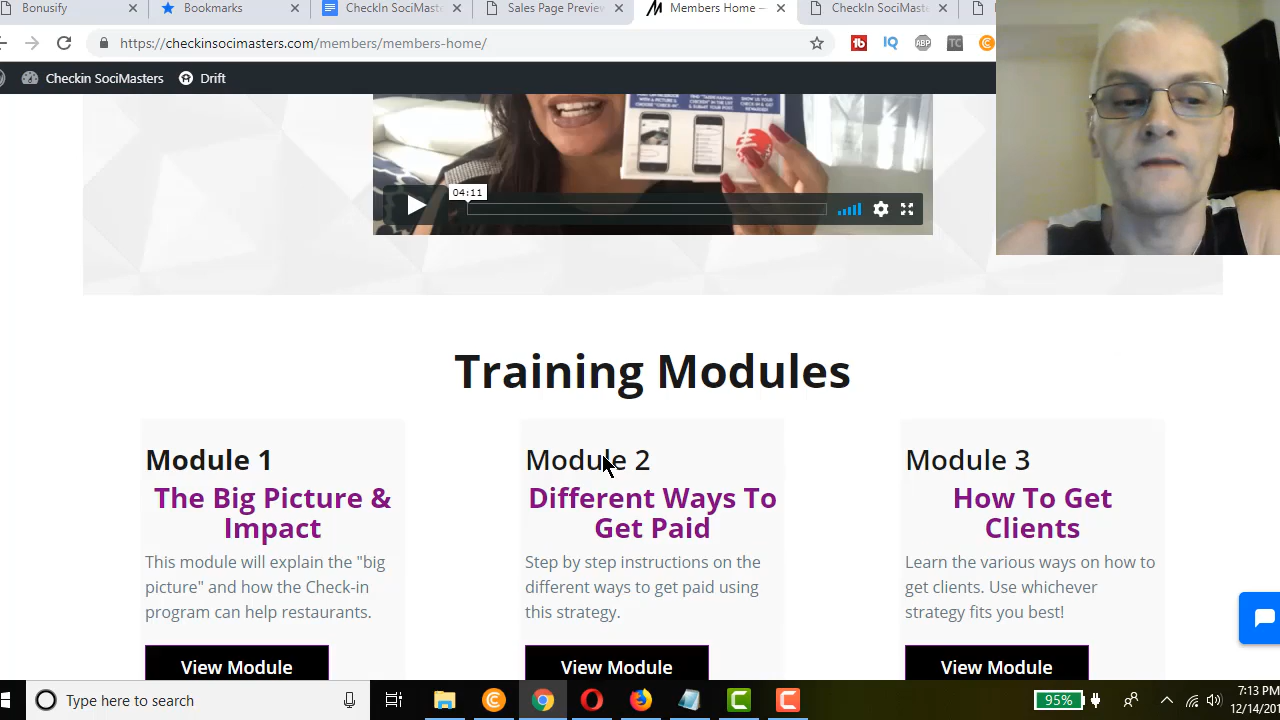 Bonusify
Bookmarks
CheckIn SociMas
Sales Page Preview
Members Home —
CheckIn SociMas
https://checkinsocimasters.com/members/members-home/
Checkin SociMasters
Drift
04:11
Training Modules
Module 1
The Big Picture &
Impact
This module will explain the "big
picture" and how the Check-in
program can help restaurants.
View Module
Module 2
Different Ways To
Get Paid
Step by step instructions on the
different ways to get paid using
this strategy.
View Module
Module 3
How To Get
Clients
Learn the various ways on how to
get clients. Use whichever
strategy fits you best!
View Module
Type here to search
95%
7:13 PM
12/14/201